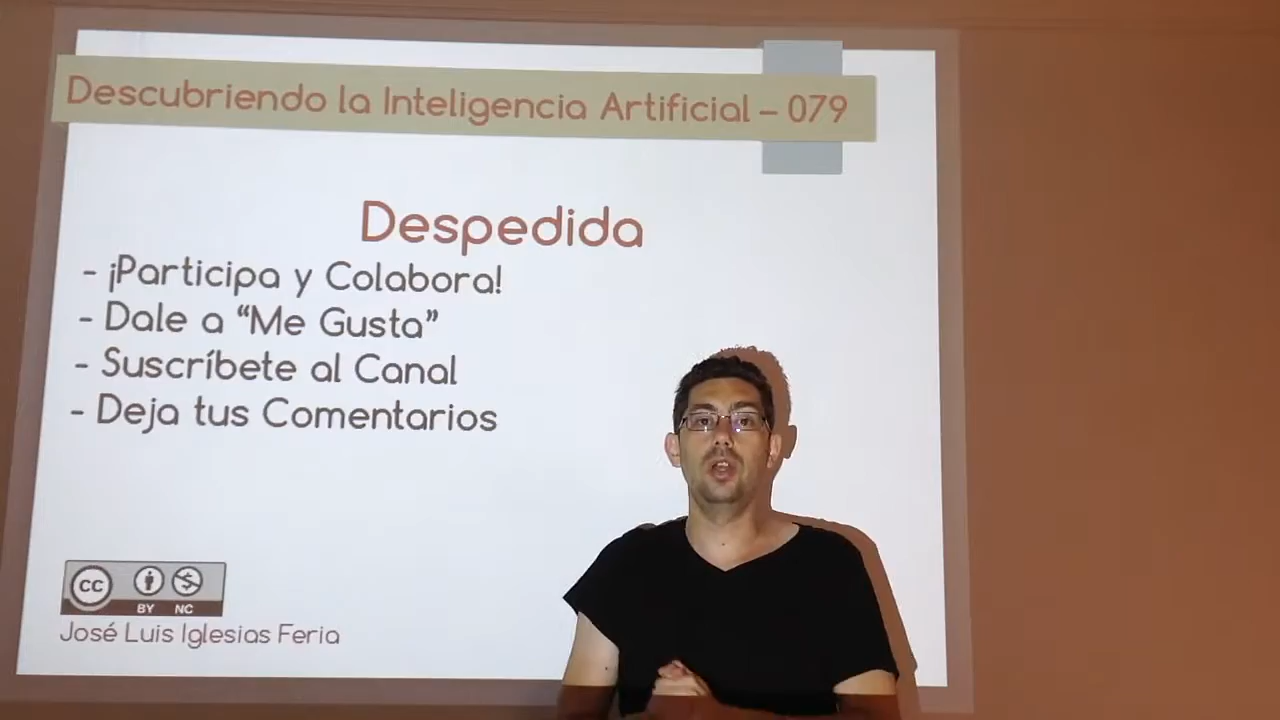 Descubriendo la Inteligencia Artificial – 079
Despedida
- ¡Participa y Colabora!
- Dale a “Me Gusta”
- Suscríbete al Canal
- Deja tus Comentarios
CC BY NC
José Luis Iglesias Feria